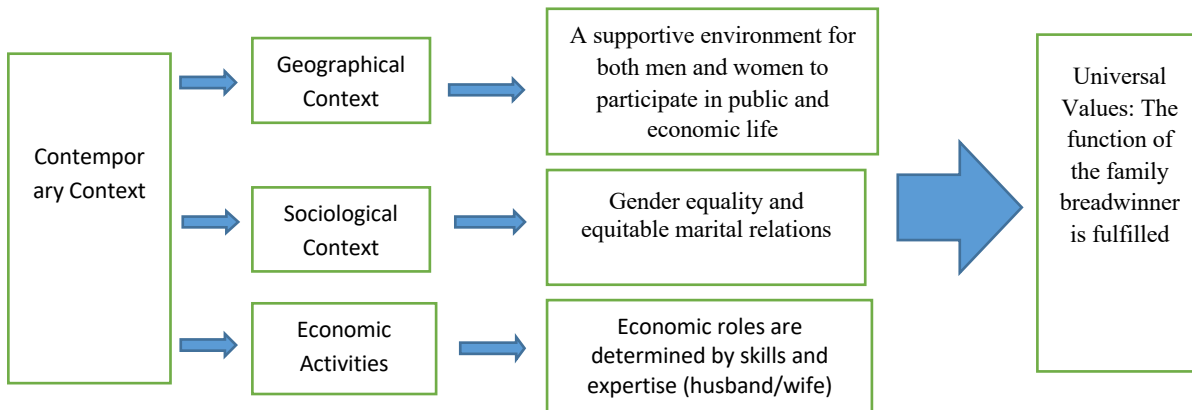 Contempor
ary Context
Geographical
Context
A supportive environment for
both men and women to
participate in public and
economic life
Sociological
Context
Gender equality and
equitable marital relations
Economic
Activities
Economic roles are
determined by skills and
expertise (husband/wife)
Universal
Values: The
function of
the family
breadwinner
is fulfilled